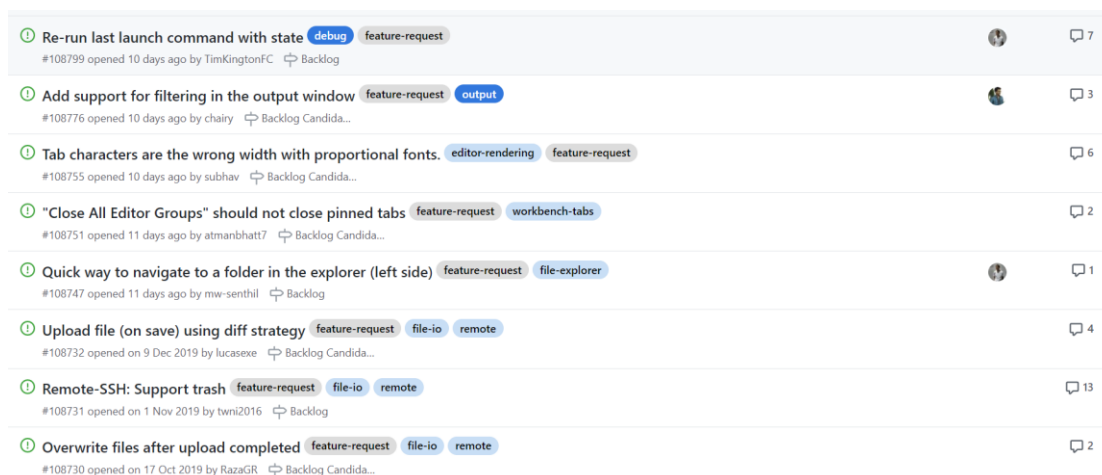 Re-run last launch command with state debug feature-request 7
#108799 opened 10 days ago by TimKingtonFC Backlog
Add support for filtering in the output window feature-request output 3
#108776 opened 10 days ago by chairy Backlog Candida...
Tab characters are the wrong width with proportional fonts. editor-rendering feature-request 6
#108755 opened 10 days ago by subhav Backlog Candida...
"Close All Editor Groups" should not close pinned tabs feature-request workbench-tabs 2
#108751 opened 11 days ago by atmanbhatt7 Backlog Candida...
Quick way to navigate to a folder in the explorer (left side) feature-request file-explorer 1
#108747 opened 11 days ago by mw-senthil Backlog
Upload file (on save) using diff strategy feature-request file-io remote 4
#108732 opened on 9 Dec 2019 by lucasexe Backlog Candida...
Remote-SSH: Support trash feature-request file-io remote 13
#108731 opened on 1 Nov 2019 by twni2016 Backlog
Overwrite files after upload completed feature-request file-io remote 2
#108730 opened on 17 Oct 2019 by RazaGR Backlog Candida...